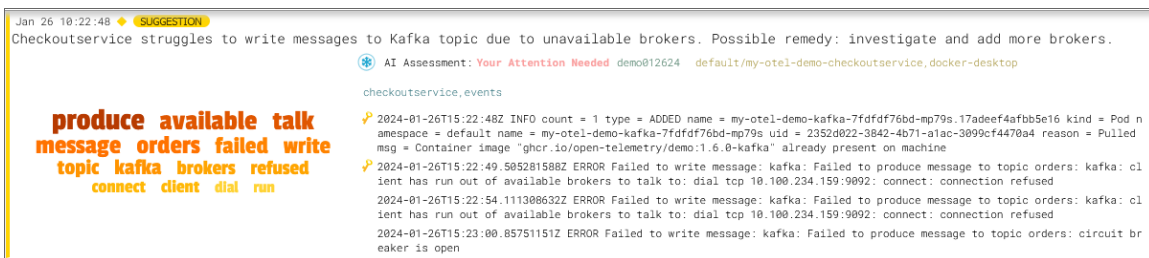 Jan 26 10:22:48 SUGGESTION
Checkoutservice struggles to write messages to Kafka topic due to unavailable brokers. Possible remedy: investigate and add more brokers.
AI Assessment: Your Attention Needed demo012624 default/my-otel-demo-checkoutservice,docker-desktop
checkoutservice,events
produce available talk
message orders failed write
topic kafka brokers refused
connect client dial run
2024-01-26T15:22:48Z INFO count = 1 type = ADDED name = my-otel-demo-kafka-7fdfdf76bd-mp79s.17adeef4afbb5e16 kind = Pod n
amespace = default name = my-otel-demo-kafka-7fdfdf76bd-mp79s uid = 2352d022-3842-4b71-a1ac-3099cf4470a4 reason = Pulled
msg = Container image "ghcr.io/open-telemetry/demo:1.6.0-kafka" already present on machine
2024-01-26T15:22:49.505281588Z ERROR Failed to write message: kafka: Failed to produce message to topic orders: kafka: cl
ient has run out of available brokers to talk to: dial tcp 10.100.234.159:9092: connect: connection refused
2024-01-26T15:22:54.111308632Z ERROR Failed to write message: kafka: Failed to produce message to topic orders: kafka: cl
ient has run out of available brokers to talk to: dial tcp 10.100.234.159:9092: connect: connection refused
2024-01-26T15:23:00.85751151Z ERROR Failed to write message: kafka: Failed to produce message to topic orders: circuit br
eaker is open